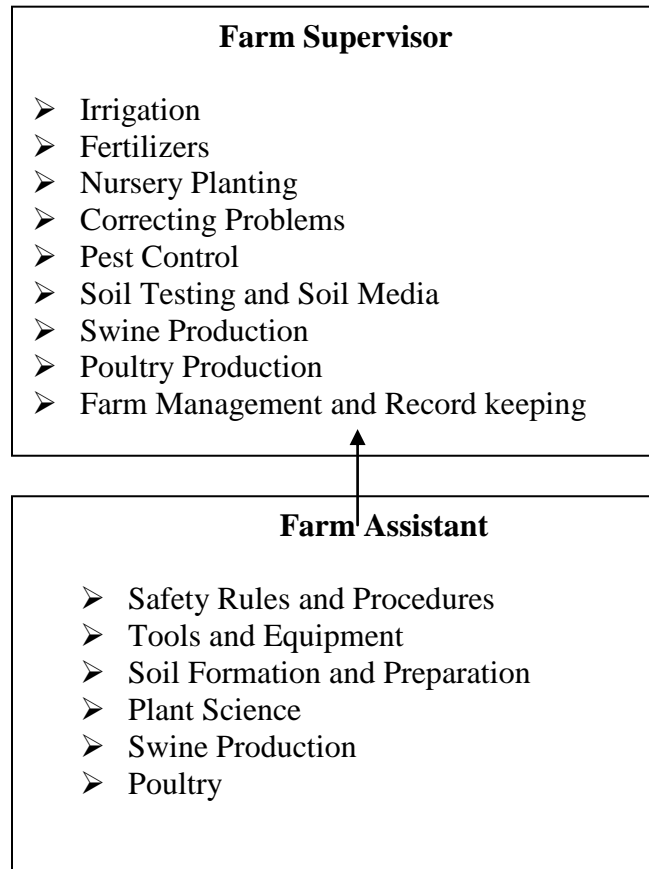 Farm Supervisor
➢ Irrigation
➢ Fertilizers
➢ Nursery Planting
➢ Correcting Problems
➢ Pest Control
➢ Soil Testing and Soil Media
➢ Swine Production
➢ Poultry Production
➢ Farm Management and Record keeping
Farm Assistant
➢ Safety Rules and Procedures
➢ Tools and Equipment
➢ Soil Formation and Preparation
➢ Plant Science
➢ Swine Production
➢ Poultry